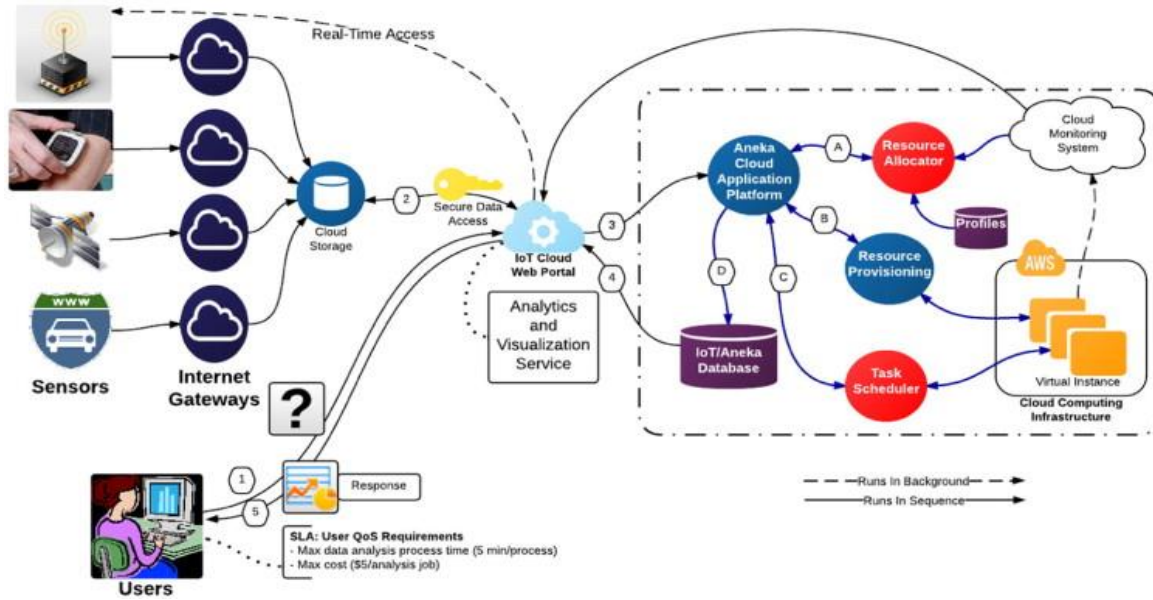 Real-Time Access
WWW
Sensors
Internet
Gateways
Cloud
Storage
2
Secure Data
Access
IoT Cloud
Web Portal
3
4
Analytics
and
Visualization
Service
Aneka
Cloud
Application
Platform
A
Resource
Allocator
Cloud
Monitoring
System
B
Profiles
Resource
Provisioning
AWS
C
D
IoT/Aneka
Database
Task
Scheduler
Virtual Instance
Cloud Computing
Infrastructure
?
1
5
Response
Users
SLA: User QoS Requirements
- Max data analysis process time (5 min/process)
- Max cost ($5/analysis job)
Runs In Background
Runs In Sequence